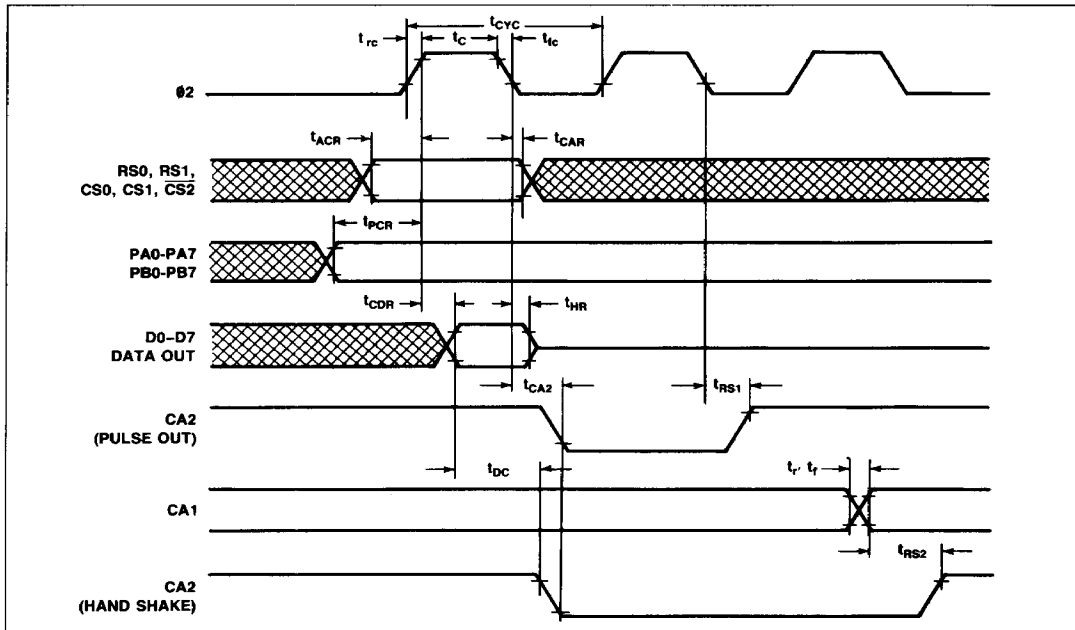 tCYC
trc
tC
tfc
ø2
tACR
tCAR
RS0, RS1,
CS0, CS1, CS2
tPCR
PA0-PA7
PB0-PB7
tCDR
tHR
D0-D7
DATA OUT
tCA2
tRS1
CA2
(PULSE OUT)
tDC
tr, tf
CA1
tRS2
CA2
(HAND SHAKE)